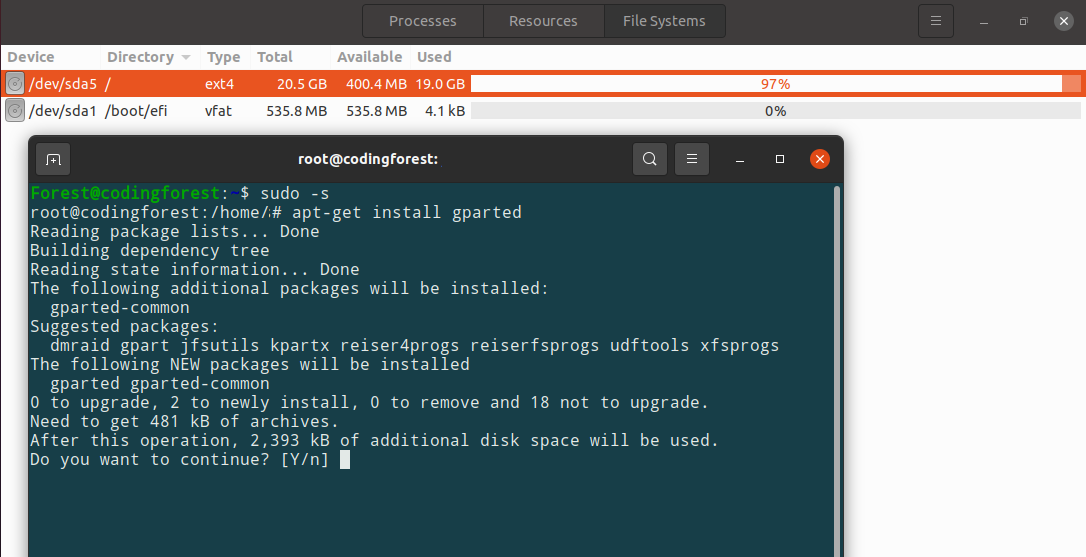 Processes Resources File Systems
Device Directory Type Total Available Used
/dev/sda5 / ext4 20.5 GB 400.4 MB 19.0 GB 97%
/dev/sda1 /boot/efi vfat 535.8 MB 535.8 MB 4.1 kB 0%
root@codingforest:
Forest@codingforest:~$ sudo -s
root@codingforest:/home/# apt-get install gparted
Reading package lists... Done
Building dependency tree
Reading state information... Done
The following additional packages will be installed:
gparted-common
Suggested packages:
dmraid gpart jfsutils kpartx reiser4progs reiserfsprogs udftools xfsprogs
The following NEW packages will be installed
gparted gparted-common
0 to upgrade, 2 to newly install, 0 to remove and 18 not to upgrade.
Need to get 481 kB of archives.
After this operation, 2,393 kB of additional disk space will be used.
Do you want to continue? [Y/n]